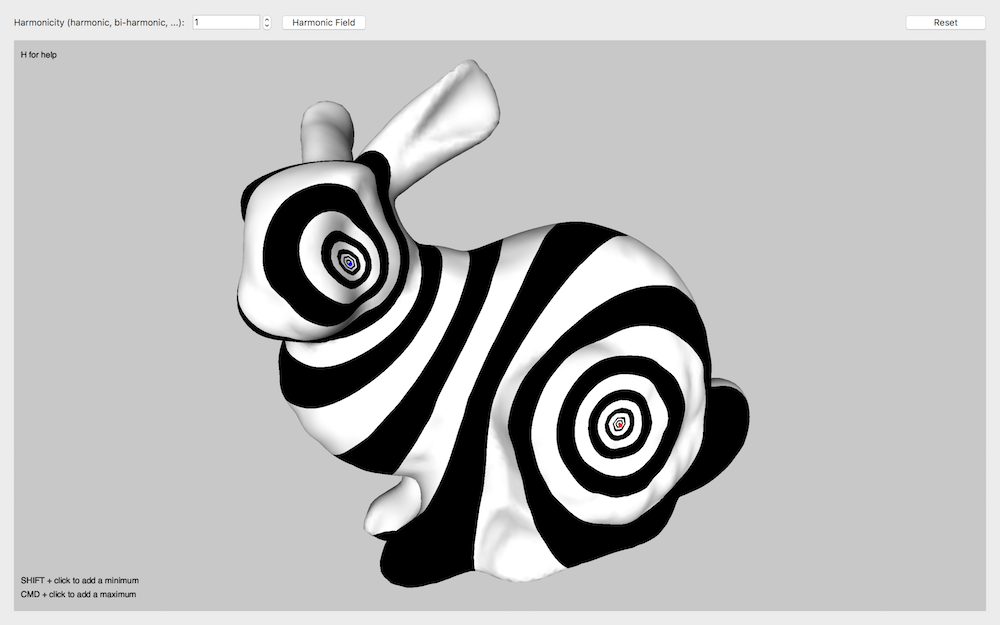 Harmonicity (harmonic, bi-harmonic, ...): 1 Harmonic Field Reset
H for help
SHIFT + click to add a minimum
CMD + click to add a maximum